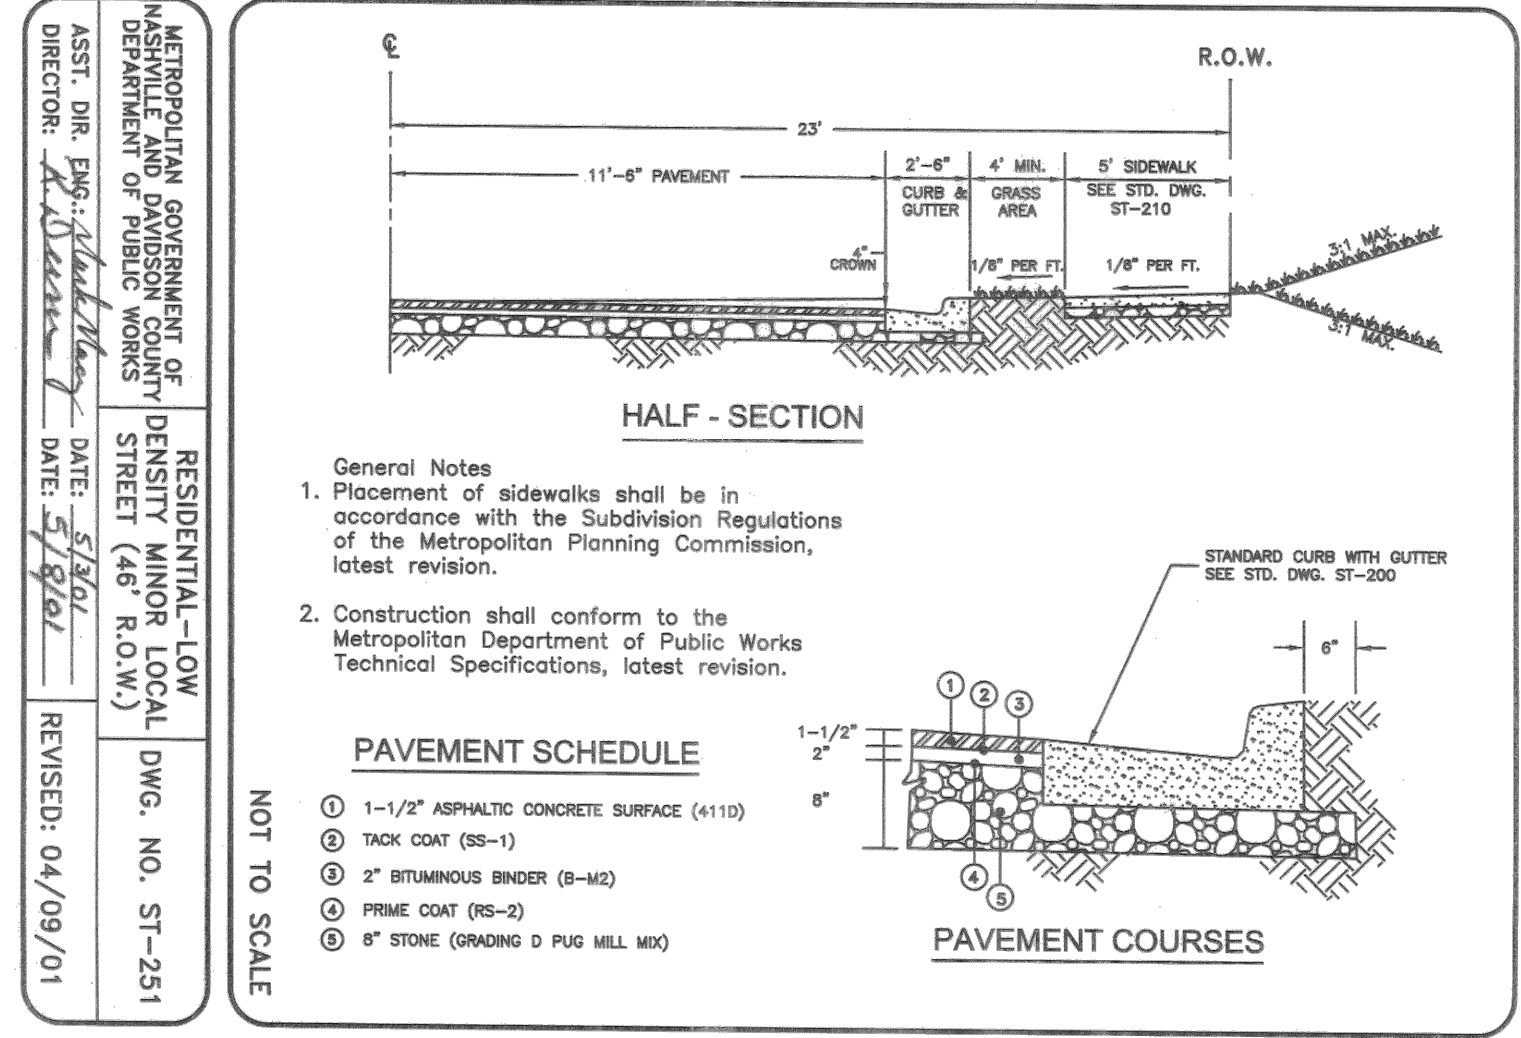 METROPOLITAN GOVERNMENT OF
NASHVILLE AND DAVIDSON COUNTY
DEPARTMENT OF PUBLIC WORKS
ASST. DIR. ENG.:
DIRECTOR:
DATE: 5/3/01
DATE: 5/8/01
RESIDENTIAL-LOW
DENSITY MINOR LOCAL
STREET (46' R.O.W.)
DWG. NO. ST-251
REVISED: 04/09/01
℄
R.O.W.
23'
11'-6" PAVEMENT
2'-6"
CURB &
GUTTER
4' MIN.
GRASS
AREA
5' SIDEWALK
SEE STD. DWG.
ST-210
4"
CROWN
1/8" PER FT.
1/8" PER FT.
3:1 MAX.
3:1 MAX.
HALF - SECTION
General Notes
1. Placement of sidewalks shall be in
accordance with the Subdivision Regulations
of the Metropolitan Planning Commission,
latest revision.
2. Construction shall conform to the
Metropolitan Department of Public Works
Technical Specifications, latest revision.
PAVEMENT SCHEDULE
1 1-1/2" ASPHALTIC CONCRETE SURFACE (411D)
2 TACK COAT (SS-1)
3 2" BITUMINOUS BINDER (B-M2)
4 PRIME COAT (RS-2)
5 8" STONE (GRADING D PUG MILL MIX)
NOT TO SCALE
STANDARD CURB WITH GUTTER
SEE STD. DWG. ST-200
6"
1
2
3
1-1/2"
2"
8"
4
5
PAVEMENT COURSES